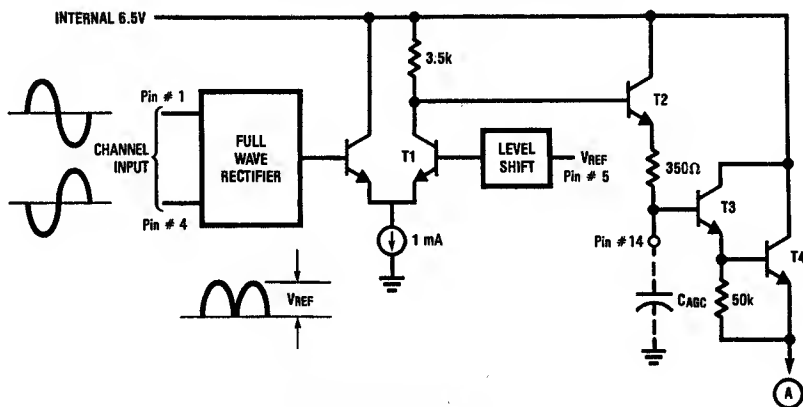 INTERNAL 6.5V
3.5k
Pin # 1
T2
FULL
WAVE
RECTIFIER
CHANNEL
INPUT
T1
LEVEL
SHIFT
VREF
Pin # 5
350Ω
Pin # 4
T3
1 mA
Pin #14
T4
VREF
CAGC
50k
A